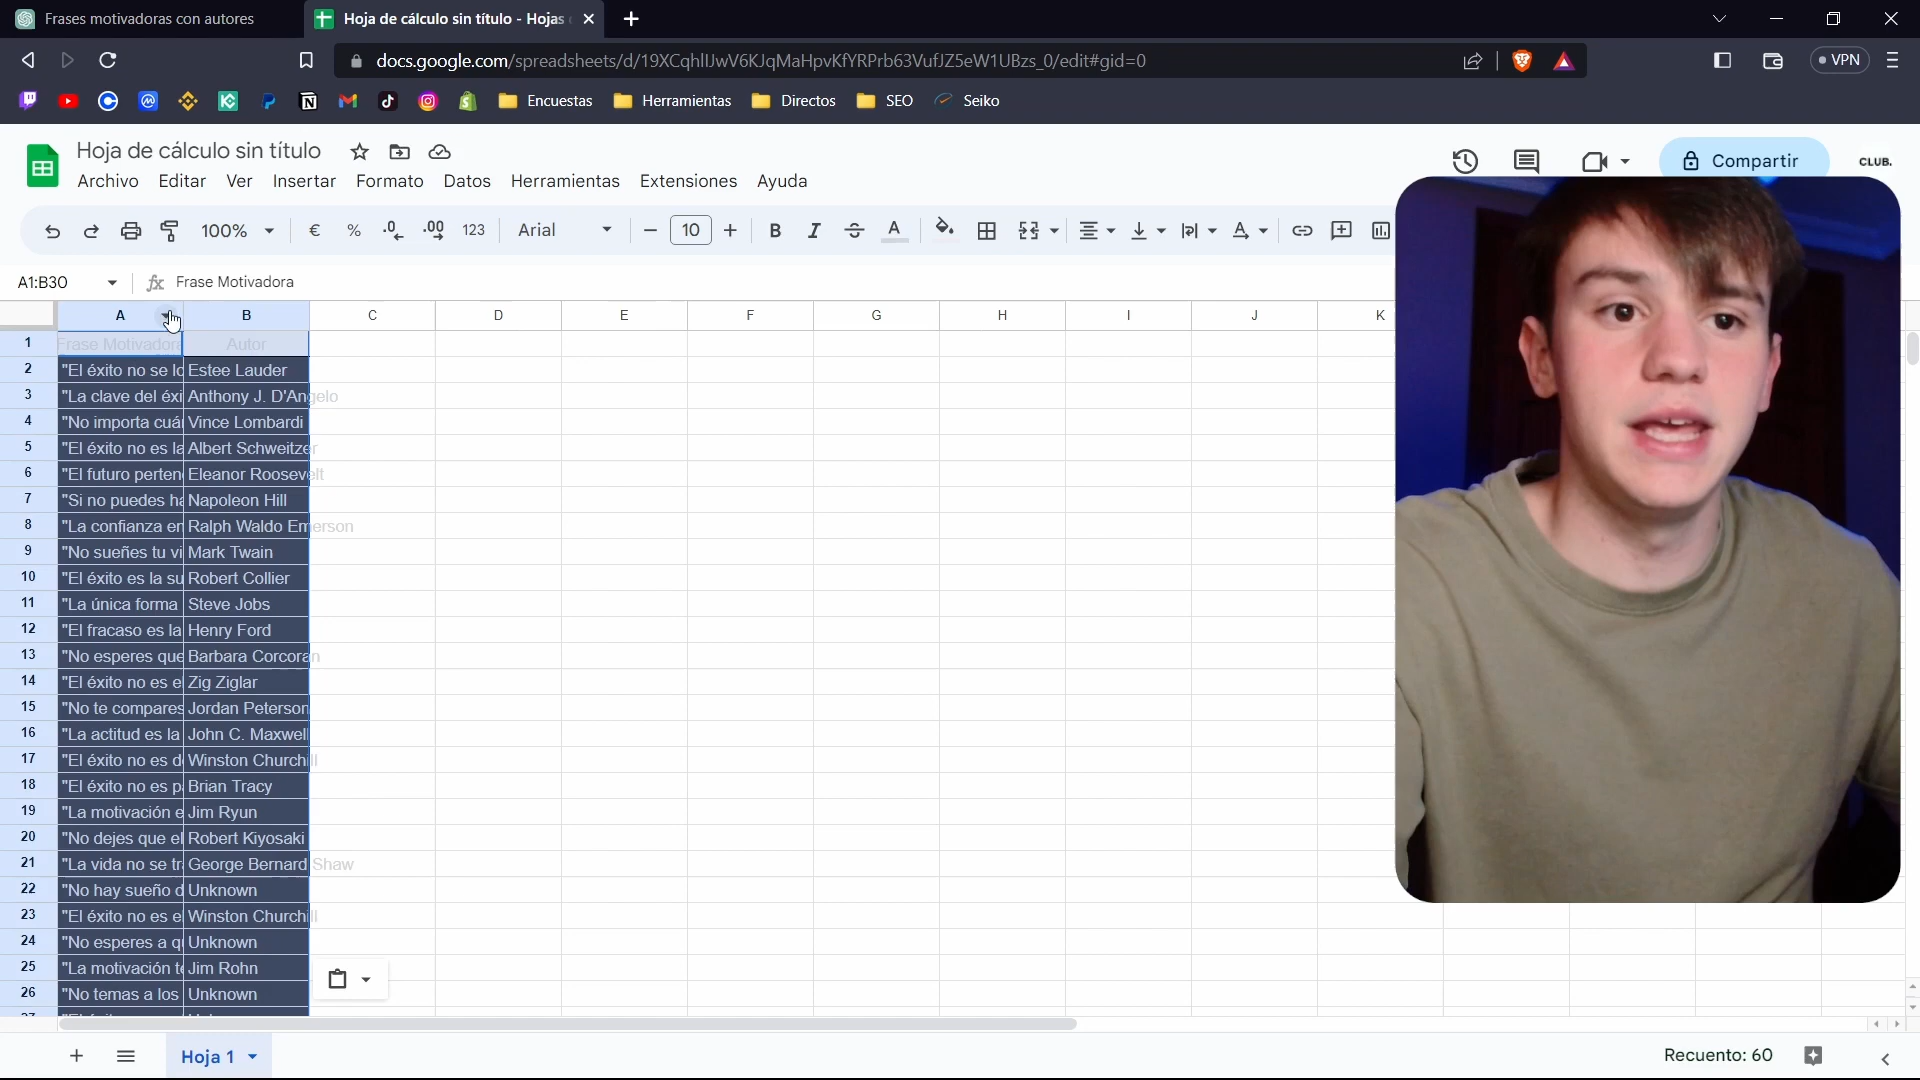 Frases motivadoras con autores
Hoja de cálculo sin título - Hojas
docs.google.com/spreadsheets/d/19XCqhlIJwV6KJqMaHpvKfYRPrb63VufJZ5eW1UBzs_0/edit#gid=0
VPN
Encuestas
Herramientas
Directos
SEO
Seiko
Hoja de cálculo sin título
Compartir
CLUB.
Archivo Editar Ver Insertar Formato Datos Herramientas Extensiones Ayuda
100% € % .0 .00 123 Arial 10 B I A
A1:B30 fx Frase Motivadora
A B C D E F G H I J K
1 Frase Motivadora Autor
2 "El éxito no se lo Estee Lauder
3 "La clave del éxi Anthony J. D'Angelo
4 "No importa cuá Vince Lombardi
5 "El éxito no es la Albert Schweitzer
6 "El futuro perten Eleanor Roosevelt
7 "Si no puedes ha Napoleon Hill
8 "La confianza en Ralph Waldo Emerson
9 "No sueñes tu vi Mark Twain
10 "El éxito es la su Robert Collier
11 "La única forma Steve Jobs
12 "El fracaso es la Henry Ford
13 "No esperes que Barbara Corcoran
14 "El éxito no es e Zig Ziglar
15 "No te compares Jordan Peterson
16 "La actitud es la John C. Maxwell
17 "El éxito no es d Winston Churchill
18 "El éxito no es p Brian Tracy
19 "La motivación e Jim Ryun
20 "No dejes que el Robert Kiyosaki
21 "La vida no se tr George Bernard Shaw
22 "No hay sueño d Unknown
23 "El éxito no es e Winston Churchill
24 "No esperes a q Unknown
25 "La motivación te Jim Rohn
26 "No temas a los Unknown
Hoja 1
Recuento: 60